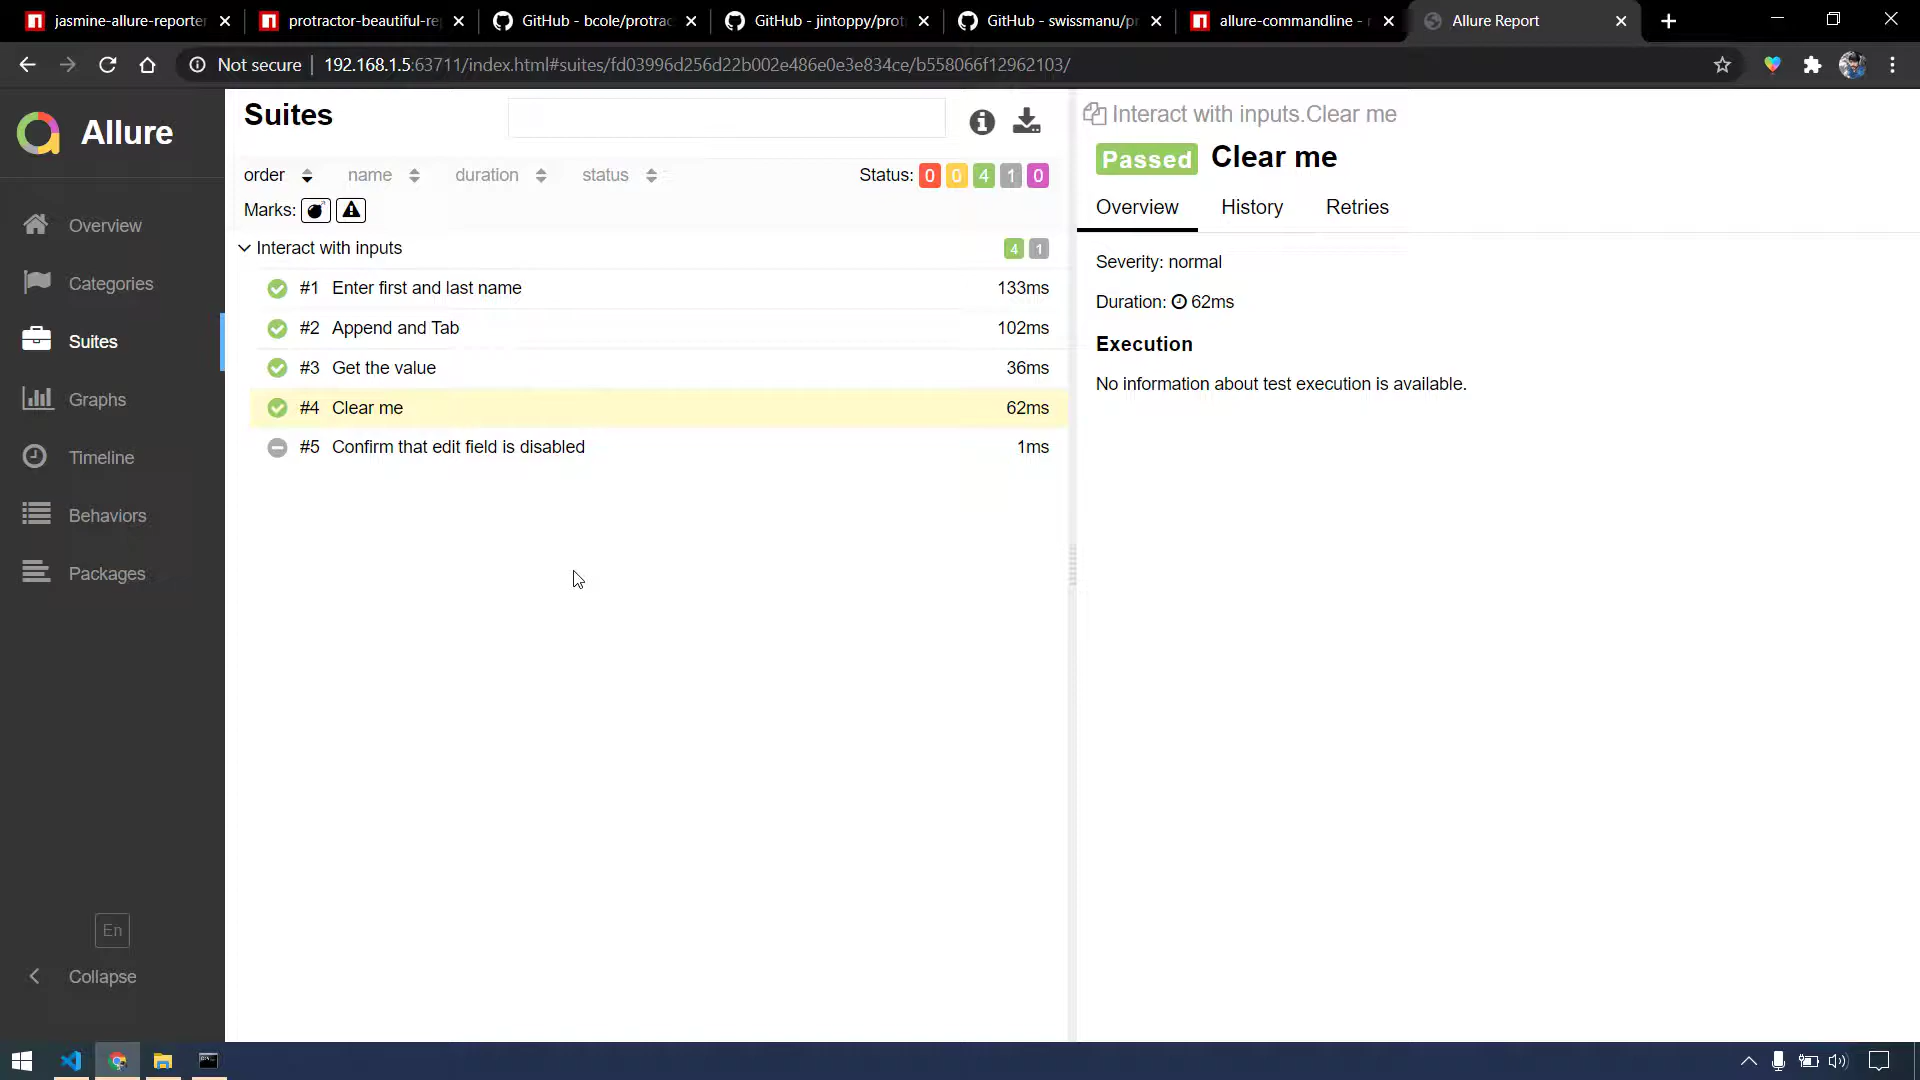 jasmine-allure-reporter
protractor-beautiful-re
GitHub - bcole/protrac
GitHub - jintoppy/prot
GitHub - swissmanu/pr
allure-commandline - n
Allure Report
Not secure
192.168.1.5:63711/index.html#suites/fd03996d256d22b002e486e0e3e834ce/b558066f12962103/
Allure
Overview
Categories
Suites
Graphs
Timeline
Behaviors
Packages
En
Collapse
Suites
order name duration status
Status: 0 0 4 1 0
Marks:
Interact with inputs 4 1
#1 Enter first and last name 133ms
#2 Append and Tab 102ms
#3 Get the value 36ms
#4 Clear me 62ms
#5 Confirm that edit field is disabled 1ms
Interact with inputs.Clear me
Passed Clear me
Overview History Retries
Severity: normal
Duration: 62ms
Execution
No information about test execution is available.